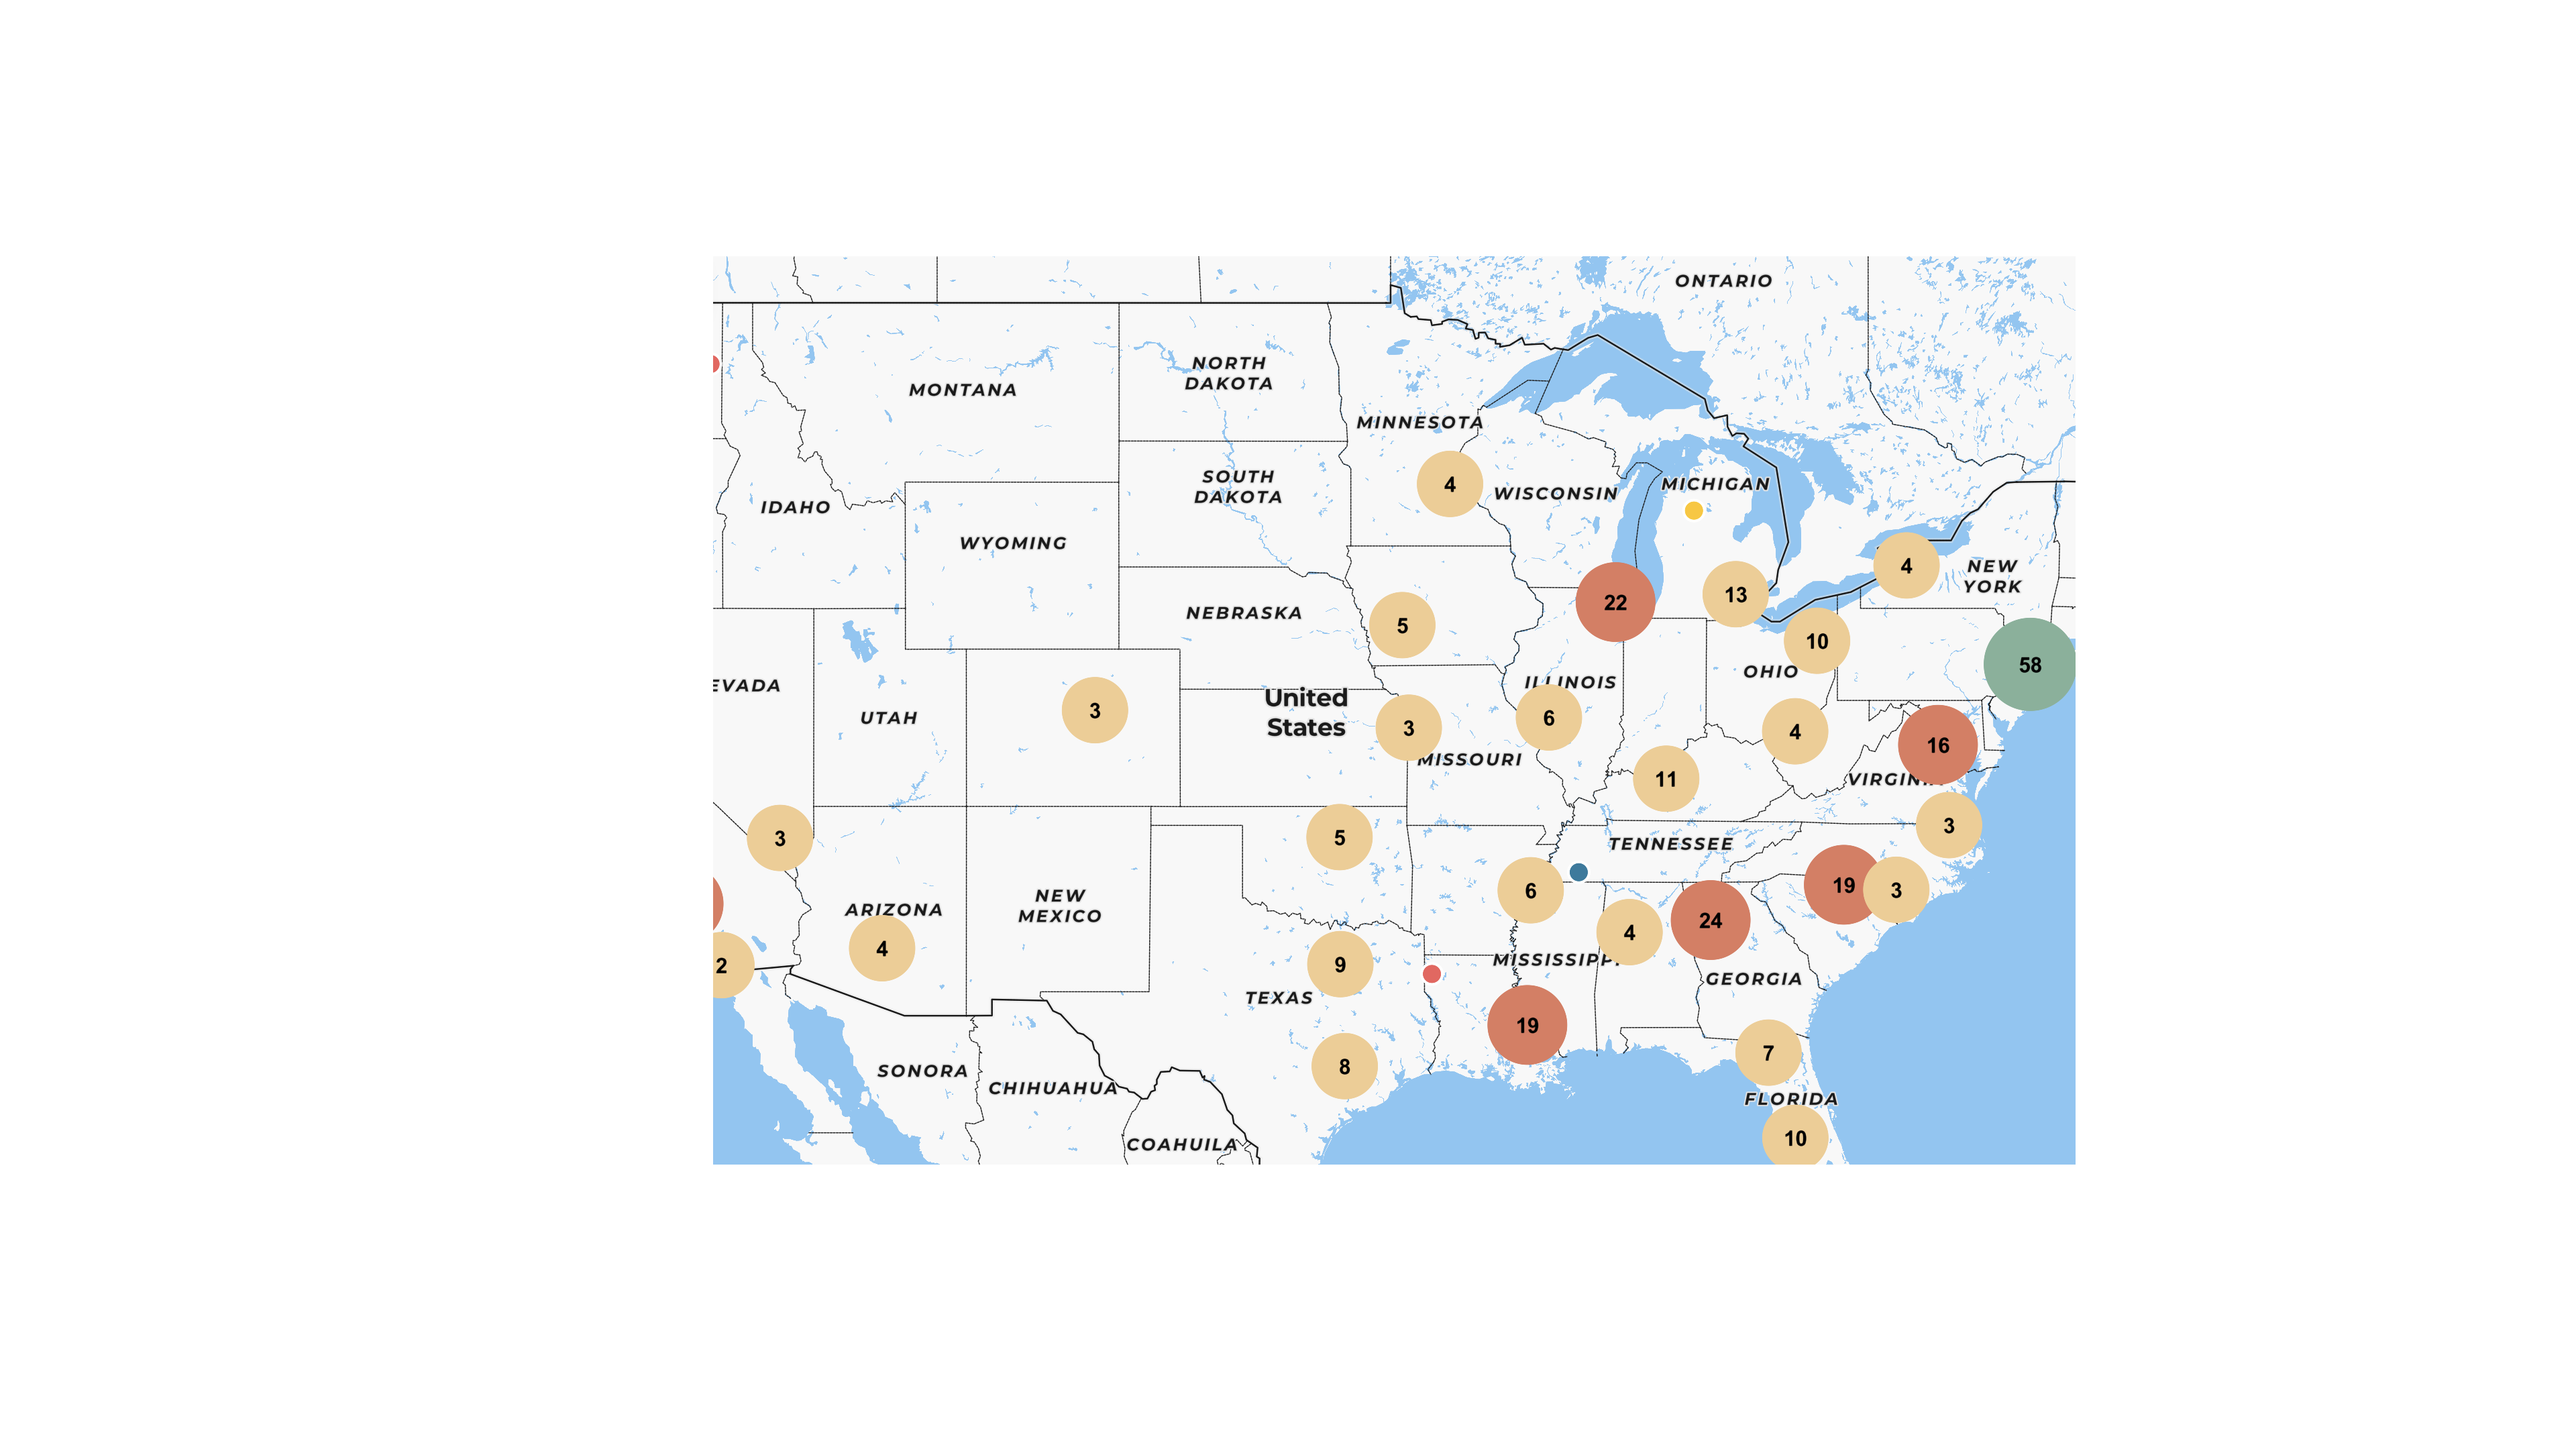 ONTARIO
NORTH
DAKOTA
MONTANA
MINNESOTA
SOUTH
DAKOTA
4
MICHIGAN
WISCONSIN
IDAHO
WYOMING
4
NEW
YORK
13
22
NEBRASKA
5
10
58
OHIO
ILLINOIS
EVADA
United
States
3
UTAH
6
3
4
16
MISSOURI
11
VIRGIN
3
5
3
TENNESSEE
19
3
6
NEW
MEXICO
ARIZONA
24
4
4
MISSISSIPP
9
2
GEORGIA
TEXAS
19
7
8
SONORA
CHIHUAHUA
FLORIDA
10
COAHUILA